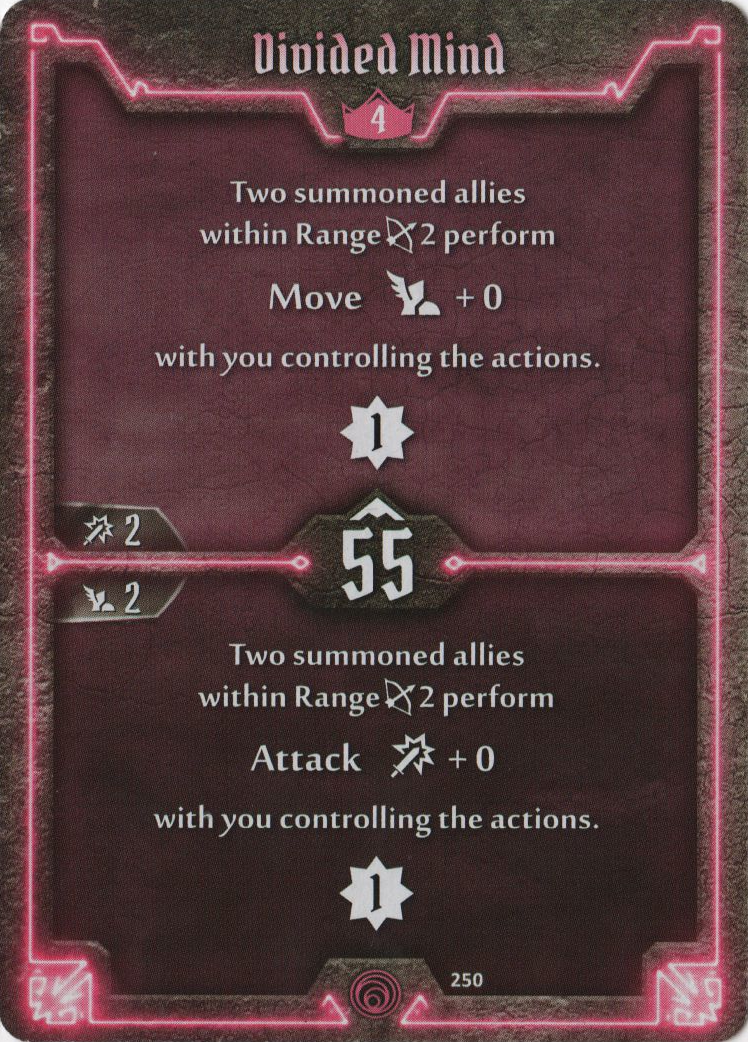 Divided Mind
4
Two summoned allies
within Range 2 perform
Move + 0
with you controlling the actions.
1
2
55
2
Two summoned allies
within Range 2 perform
Attack + 0
with you controlling the actions.
1
250